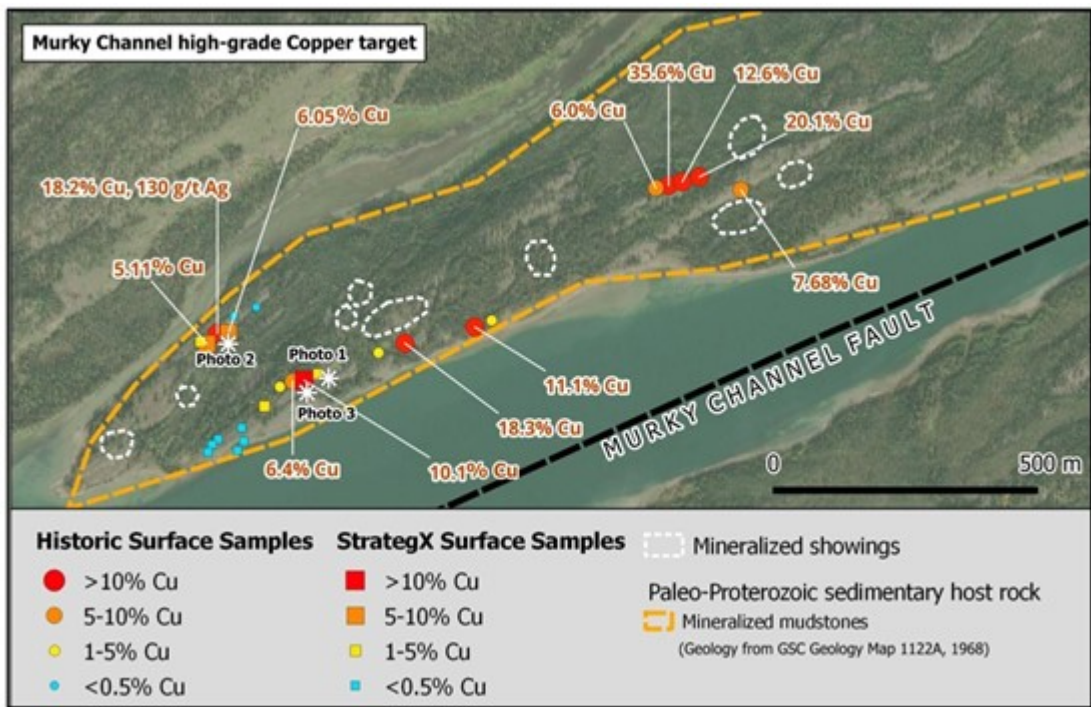 Murky Channel high-grade Copper target
35.6% Cu
12.6% Cu
6.0% Cu
20.1% Cu
6.05% Cu
18.2% Cu, 130 g/t Ag
5.11% Cu
7.68% Cu
Photo 2
Photo 1
Photo 3
11.1% Cu
18.3% Cu
6.4% Cu
10.1% Cu
MURKY CHANNEL FAULT
0
500 m
Historic Surface Samples
>10% Cu
5-10% Cu
1-5% Cu
<0.5% Cu
StrategX Surface Samples
>10% Cu
5-10% Cu
1-5% Cu
<0.5% Cu
Mineralized showings
Paleo-Proterozoic sedimentary host rock
Mineralized mudstones
(Geology from GSC Geology Map 1122A, 1968)